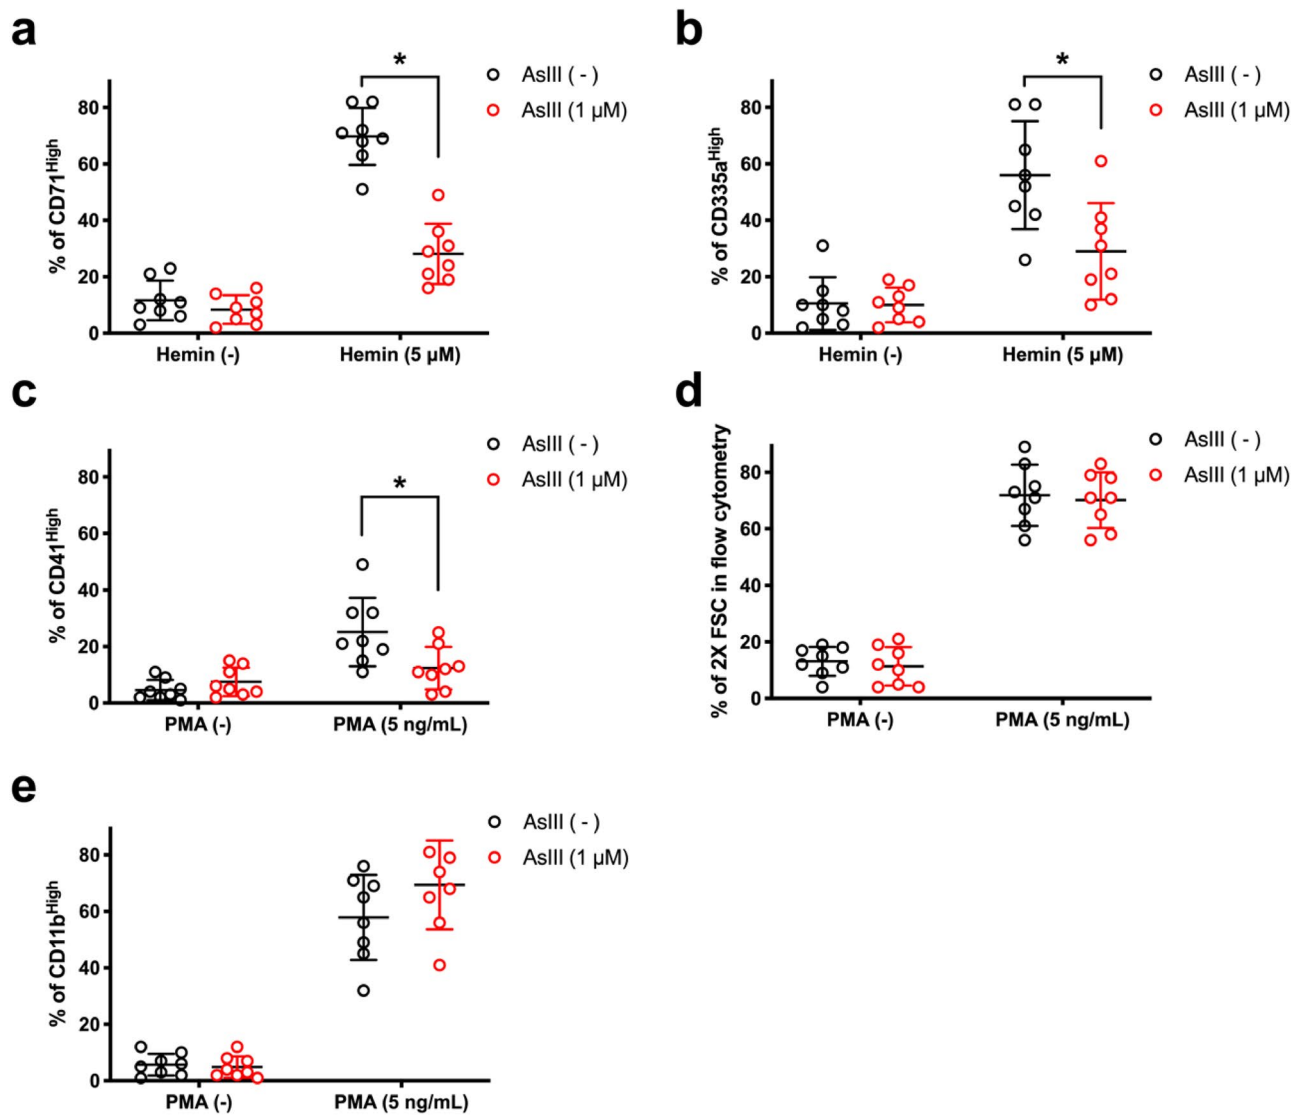 a
*
AsIII ( - )
AsIII (1 µM)
% of CD71High
80
60
40
20
0
Hemin (-)
Hemin (5 µM)
b
*
AsIII ( - )
AsIII (1 µM)
% of CD335aHigh
80
60
40
20
0
Hemin (-)
Hemin (5 µM)
c
*
AsIII ( - )
AsIII (1 µM)
% of CD41High
80
60
40
20
0
PMA (-)
PMA (5 ng/mL)
d
AsIII ( - )
AsIII (1 µM)
% of 2X FSC in flow cytometry
80
60
40
20
0
PMA (-)
PMA (5 ng/mL)
e
AsIII ( - )
AsIII (1 µM)
% of CD11bHigh
80
60
40
20
0
PMA (-)
PMA (5 ng/mL)